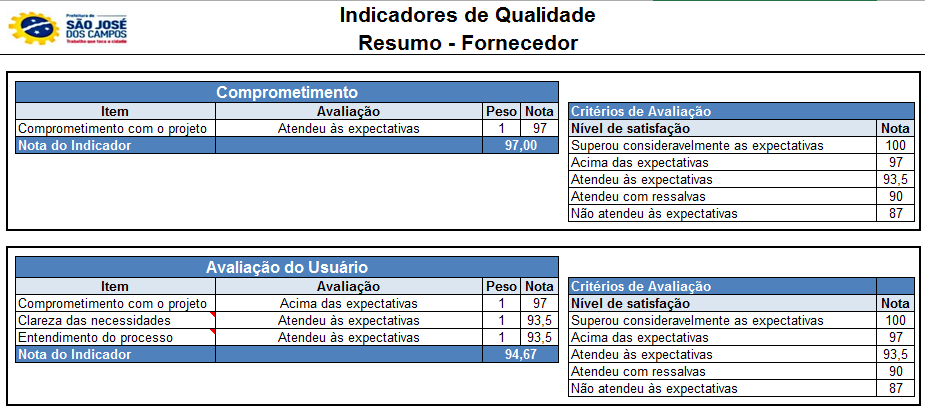 Prefeitura de
SÃO JOSÉ
DOS CAMPOS
Trabalho que toca a cidade
Indicadores de Qualidade
Resumo - Fornecedor
Comprometimento
Item Avaliação Peso Nota
Comprometimento com o projeto Atendeu às expectativas 1 97
Nota do Indicador 97,00
Critérios de Avaliação
Nível de satisfação Nota
Superou consideravelmente as expectativas 100
Acima das expectativas 97
Atendeu às expectativas 93,5
Atendeu com ressalvas 90
Não atendeu às expectativas 87
Avaliação do Usuário
Item Avaliação Peso Nota
Comprometimento com o projeto Acima das expectativas 1 97
Clareza das necessidades Atendeu às expectativas 1 93,5
Entendimento do processo Atendeu às expectativas 1 93,5
Nota do Indicador 94,67
Critérios de Avaliação
Nível de satisfação Nota
Superou consideravelmente as expectativas 100
Acima das expectativas 97
Atendeu às expectativas 93,5
Atendeu com ressalvas 90
Não atendeu às expectativas 87